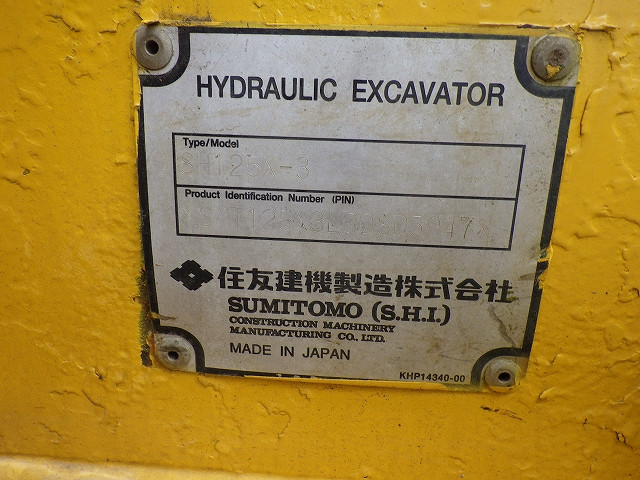 HYDRAULIC EXCAVATOR
Type/Model
SH125X-3
Product Identification Number (PIN)
住友建機製造株式会社
SUMITOMO (S.H.I.)
CONSTRUCTION MACHINERY
MANUFACTURING CO., LTD.
MADE IN JAPAN
KHP14340-00